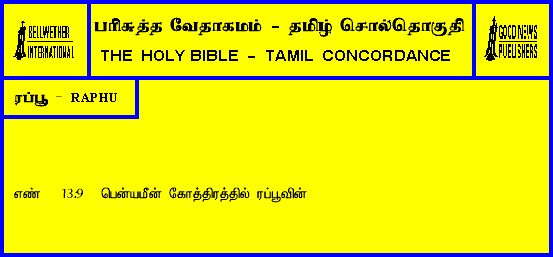 BELLWETHER
INTERNATIONAL
பரிசுத்த வேதாகமம் - தமிழ் சொல்தொகுதி
THE HOLY BIBLE - TAMIL CONCORDANCE
GOOD NEWS
PUBLISHERS
ரப்பூ - RAPHU
எண் 13:9 பென்யமீன் கோத்திரத்தில் ரப்பூவின்